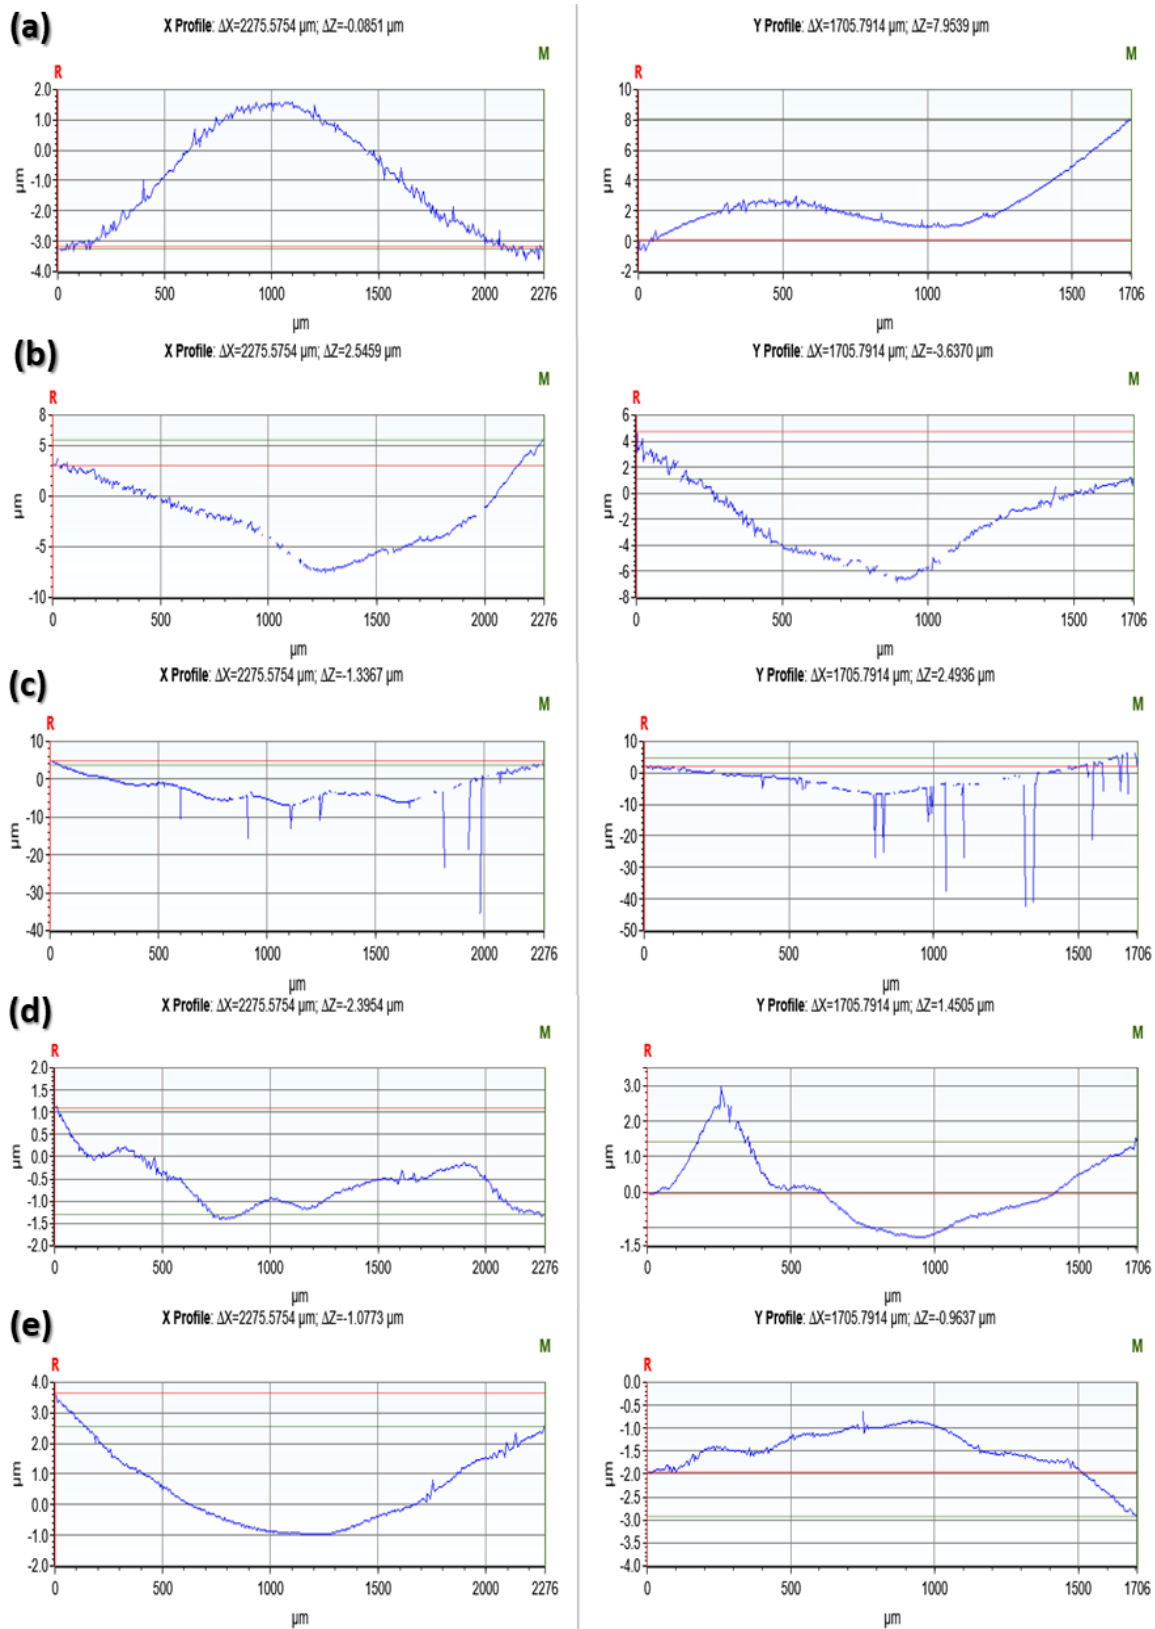 (a)
X Profile: ΔX=2275.5754 µm; ΔZ=-0.0851 µm
M
R
2.0
1.0
0.0
-1.0
-2.0
-3.0
-4.0
µm
0 500 1000 1500 2000 2276
µm
Y Profile: ΔX=1705.7914 µm; ΔZ=7.9539 µm
M
R
10
8
6
4
2
0
-2
µm
0 500 1000 1500 1706
µm
(b)
X Profile: ΔX=2275.5754 µm; ΔZ=2.5459 µm
M
R
8
5
0
-5
-10
µm
0 500 1000 1500 2000 2276
µm
Y Profile: ΔX=1705.7914 µm; ΔZ=-3.6370 µm
M
R
6
4
2
0
-2
-4
-6
-8
µm
0 500 1000 1500 1706
µm
(c)
X Profile: ΔX=2275.5754 µm; ΔZ=-1.3367 µm
M
R
10
0
-10
-20
-30
-40
µm
0 500 1000 1500 2000 2276
µm
Y Profile: ΔX=1705.7914 µm; ΔZ=2.4936 µm
M
R
10
0
-10
-20
-30
-40
-50
µm
0 500 1000 1500 1706
µm
(d)
X Profile: ΔX=2275.5754 µm; ΔZ=-2.3954 µm
M
R
2.0
1.5
1.0
0.5
0.0
-0.5
-1.0
-1.5
-2.0
µm
0 500 1000 1500 2000 2276
µm
Y Profile: ΔX=1705.7914 µm; ΔZ=1.4505 µm
M
R
3.0
2.0
1.0
0.0
-1.5
µm
0 500 1000 1500 1706
µm
(e)
X Profile: ΔX=2275.5754 µm; ΔZ=-1.0773 µm
M
R
4.0
3.0
2.0
1.0
0.0
-1.0
-2.0
µm
0 500 1000 1500 2000 2276
µm
Y Profile: ΔX=1705.7914 µm; ΔZ=-0.9637 µm
M
R
0.0
-0.5
-1.0
-1.5
-2.0
-2.5
-3.0
-3.5
-4.0
µm
0 500 1000 1500 1706
µm